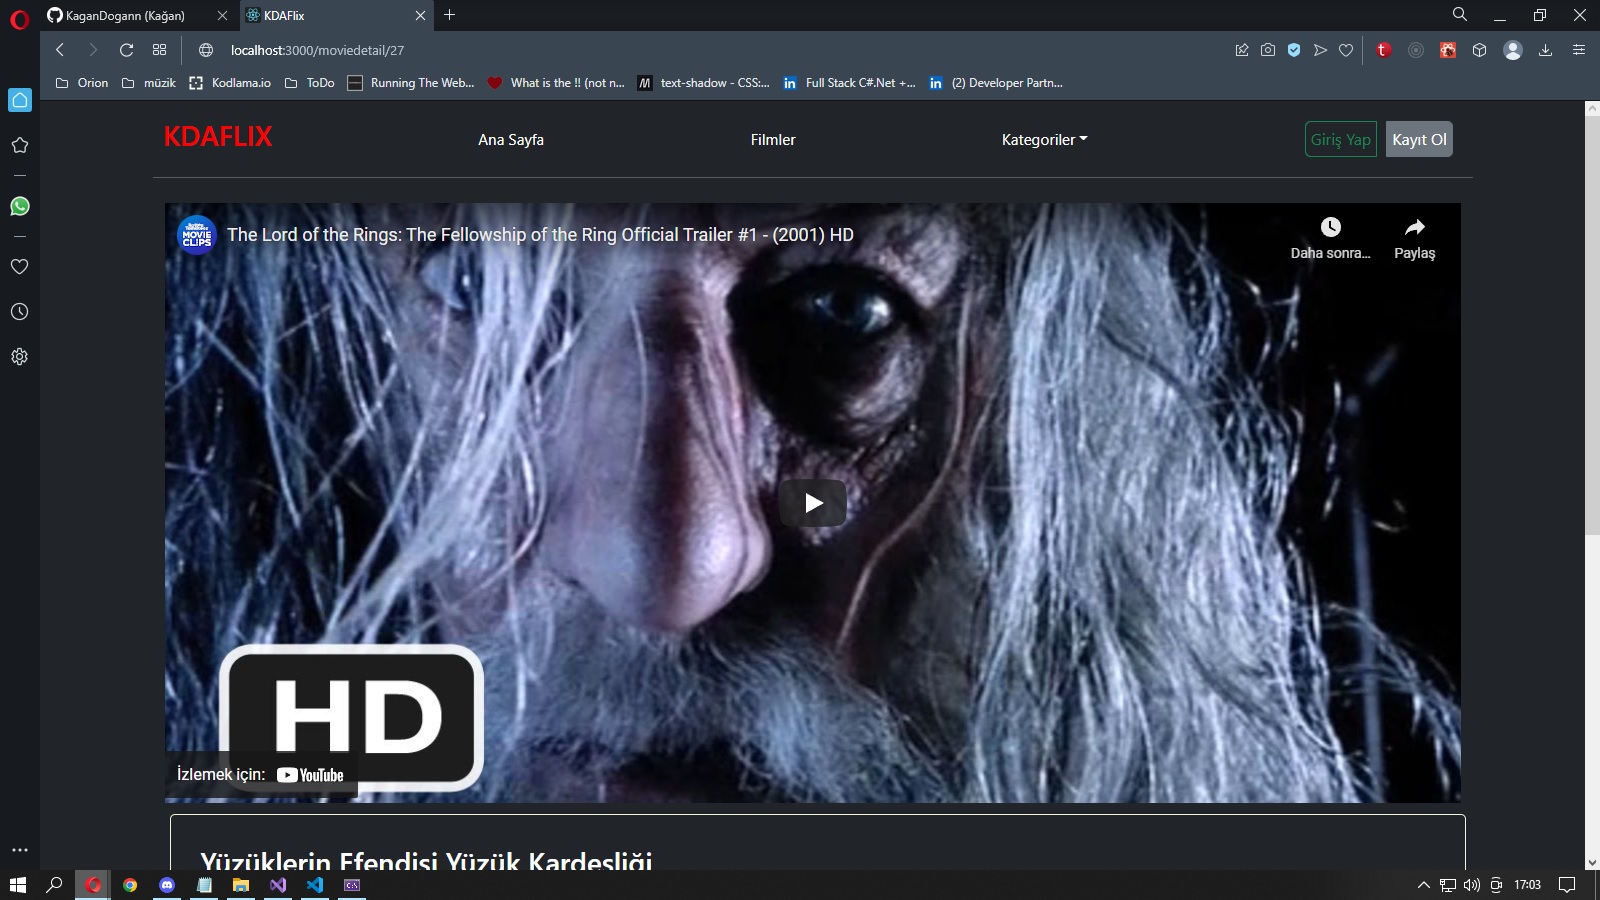 KaganDogann (Kağan)
KDAFlix
localhost:3000/moviedetail/27
Orion
müzik
Kodlama.io
ToDo
Running The Web...
What is the !! (not n...
text-shadow - CSS:...
Full Stack C#.Net +...
(2) Developer Partn...
KDAFLIX
Ana Sayfa
Filmler
Kategoriler
Giriş Yap
Kayıt Ol
MOVIE CLIPS
The Lord of the Rings: The Fellowship of the Ring Official Trailer #1 - (2001) HD
Daha sonra...
Paylaş
HD
İzlemek için: YouTube
Yüzüklerin Efendisi Yüzük Kardeşliği
17:03